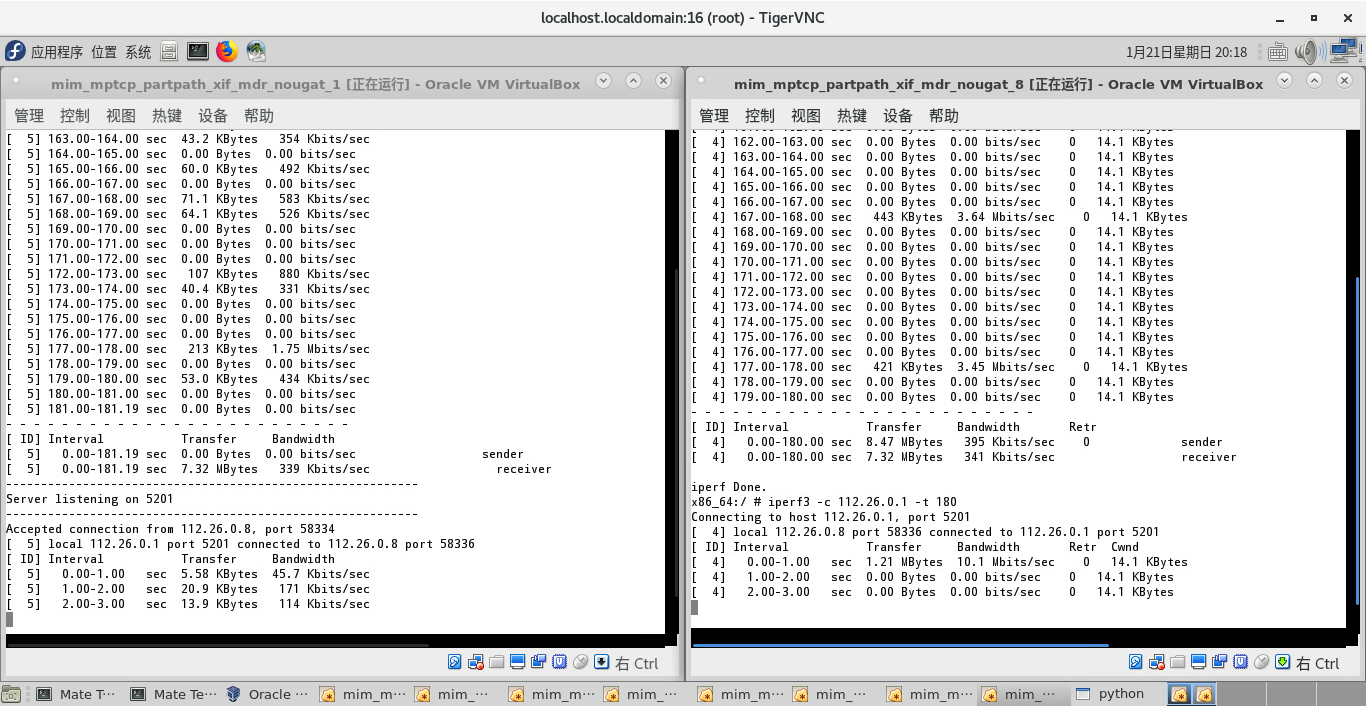 localhost.localdomain:16 (root) - TigerVNC
应用程序 位置 系统
1月21日星期日 20:18
mim_mptcp_partpath_xif_mdr_nougat_1 [正在运行] - Oracle VM VirtualBox
管理 控制 视图 热键 设备 帮助
[  5] 163.00-164.00 sec  43.2 KBytes   354 Kbits/sec
[  5] 164.00-165.00 sec  0.00 Bytes  0.00 bits/sec
[  5] 165.00-166.00 sec  60.0 KBytes   492 Kbits/sec
[  5] 166.00-167.00 sec  0.00 Bytes  0.00 bits/sec
[  5] 167.00-168.00 sec  71.1 KBytes   583 Kbits/sec
[  5] 168.00-169.00 sec  64.1 KBytes   526 Kbits/sec
[  5] 169.00-170.00 sec  0.00 Bytes  0.00 bits/sec
[  5] 170.00-171.00 sec  0.00 Bytes  0.00 bits/sec
[  5] 171.00-172.00 sec  0.00 Bytes  0.00 bits/sec
[  5] 172.00-173.00 sec   107 KBytes   880 Kbits/sec
[  5] 173.00-174.00 sec  40.4 KBytes   331 Kbits/sec
[  5] 174.00-175.00 sec  0.00 Bytes  0.00 bits/sec
[  5] 175.00-176.00 sec  0.00 Bytes  0.00 bits/sec
[  5] 176.00-177.00 sec  0.00 Bytes  0.00 bits/sec
[  5] 177.00-178.00 sec   213 KBytes  1.75 Mbits/sec
[  5] 178.00-179.00 sec  0.00 Bytes  0.00 bits/sec
[  5] 179.00-180.00 sec  53.0 KBytes   434 Kbits/sec
[  5] 180.00-181.00 sec  0.00 Bytes  0.00 bits/sec
[  5] 181.00-181.19 sec  0.00 Bytes  0.00 bits/sec
- - - - - - - - - - - - - - - - - - - - - - - - -
[ ID] Interval           Transfer     Bandwidth
[  5]   0.00-181.19 sec  0.00 Bytes  0.00 bits/sec                  sender
[  5]   0.00-181.19 sec  7.32 MBytes   339 Kbits/sec                  receiver
-----------------------------------------------------------
Server listening on 5201
-----------------------------------------------------------
Accepted connection from 112.26.0.8, port 58334
[  5] local 112.26.0.1 port 5201 connected to 112.26.0.8 port 58336
[ ID] Interval           Transfer     Bandwidth
[  5]   0.00-1.00   sec  5.58 KBytes  45.7 Kbits/sec
[  5]   1.00-2.00   sec  20.9 KBytes   171 Kbits/sec
[  5]   2.00-3.00   sec  13.9 KBytes   114 Kbits/sec
右 Ctrl
mim_mptcp_partpath_xif_mdr_nougat_8 [正在运行] - Oracle VM VirtualBox
管理 控制 视图 热键 设备 帮助
[  4] 162.00-163.00 sec  0.00 Bytes  0.00 bits/sec    0   14.1 KBytes
[  4] 163.00-164.00 sec  0.00 Bytes  0.00 bits/sec    0   14.1 KBytes
[  4] 164.00-165.00 sec  0.00 Bytes  0.00 bits/sec    0   14.1 KBytes
[  4] 165.00-166.00 sec  0.00 Bytes  0.00 bits/sec    0   14.1 KBytes
[  4] 166.00-167.00 sec  0.00 Bytes  0.00 bits/sec    0   14.1 KBytes
[  4] 167.00-168.00 sec   443 KBytes  3.64 Mbits/sec    0   14.1 KBytes
[  4] 168.00-169.00 sec  0.00 Bytes  0.00 bits/sec    0   14.1 KBytes
[  4] 169.00-170.00 sec  0.00 Bytes  0.00 bits/sec    0   14.1 KBytes
[  4] 170.00-171.00 sec  0.00 Bytes  0.00 bits/sec    0   14.1 KBytes
[  4] 171.00-172.00 sec  0.00 Bytes  0.00 bits/sec    0   14.1 KBytes
[  4] 172.00-173.00 sec  0.00 Bytes  0.00 bits/sec    0   14.1 KBytes
[  4] 173.00-174.00 sec  0.00 Bytes  0.00 bits/sec    0   14.1 KBytes
[  4] 174.00-175.00 sec  0.00 Bytes  0.00 bits/sec    0   14.1 KBytes
[  4] 175.00-176.00 sec  0.00 Bytes  0.00 bits/sec    0   14.1 KBytes
[  4] 176.00-177.00 sec  0.00 Bytes  0.00 bits/sec    0   14.1 KBytes
[  4] 177.00-178.00 sec   421 KBytes  3.45 Mbits/sec    0   14.1 KBytes
[  4] 178.00-179.00 sec  0.00 Bytes  0.00 bits/sec    0   14.1 KBytes
[  4] 179.00-180.00 sec  0.00 Bytes  0.00 bits/sec    0   14.1 KBytes
- - - - - - - - - - - - - - - - - - - - - - - - -
[ ID] Interval           Transfer     Bandwidth       Retr
[  4]   0.00-180.00 sec  8.47 MBytes   395 Kbits/sec    0             sender
[  4]   0.00-180.00 sec  7.32 MBytes   341 Kbits/sec                  receiver
iperf Done.
x86_64:/ # iperf3 -c 112.26.0.1 -t 180
Connecting to host 112.26.0.1, port 5201
[  4] local 112.26.0.8 port 58336 connected to 112.26.0.1 port 5201
[ ID] Interval           Transfer     Bandwidth       Retr  Cwnd
[  4]   0.00-1.00   sec  1.21 MBytes  10.1 Mbits/sec    0   14.1 KBytes
[  4]   1.00-2.00   sec  0.00 Bytes  0.00 bits/sec    0   14.1 KBytes
[  4]   2.00-3.00   sec  0.00 Bytes  0.00 bits/sec    0   14.1 KBytes
右 Ctrl
Mate T··· Mate Te··· Oracle ··· mim_m··· mim_ ··· mim_m··· mim_ ··· mim_m··· mim_ ··· mim_m··· mim_ ··· python